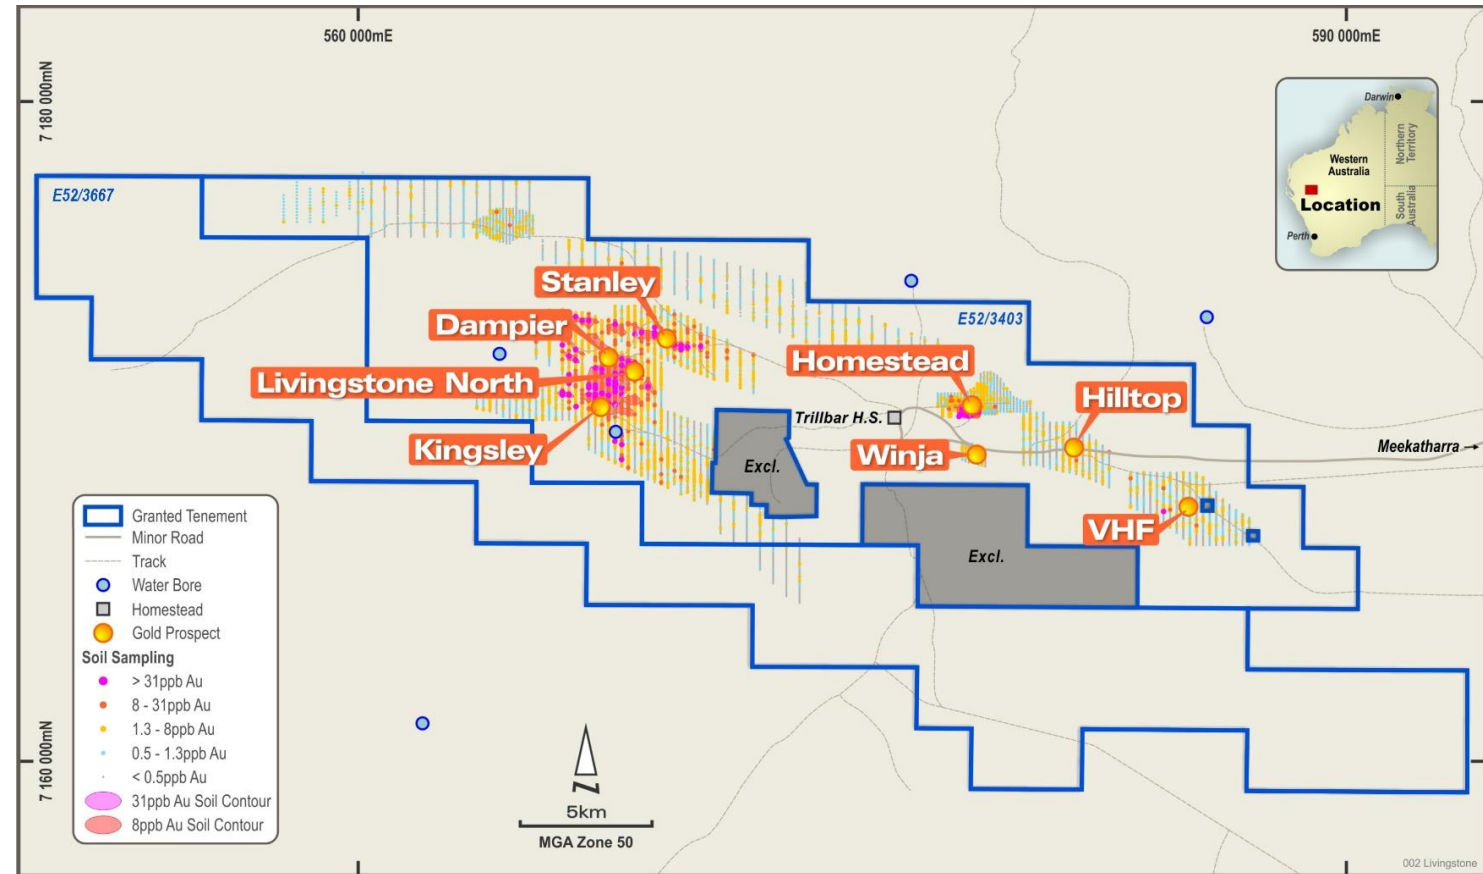 560 000mE
590 000mE
7 180 000mN
7 160 000mN
Darwin
Western
Australia
Northern
Territory
South
Australia
Location
Perth
E52/3667
E52/3403
Stanley
Dampier
Livingstone North
Kingsley
Homestead
Hilltop
Trillbar H.S.
Winja
Meekatharra
VHF
Excl.
Excl.
Granted Tenement
Minor Road
Track
Water Bore
Homestead
Gold Prospect
Soil Sampling
> 31ppb Au
8 - 31ppb Au
1.3 - 8ppb Au
0.5 - 1.3ppb Au
< 0.5ppb Au
31ppb Au Soil Contour
8ppb Au Soil Contour
N
5km
MGA Zone 50
002 Livingstone